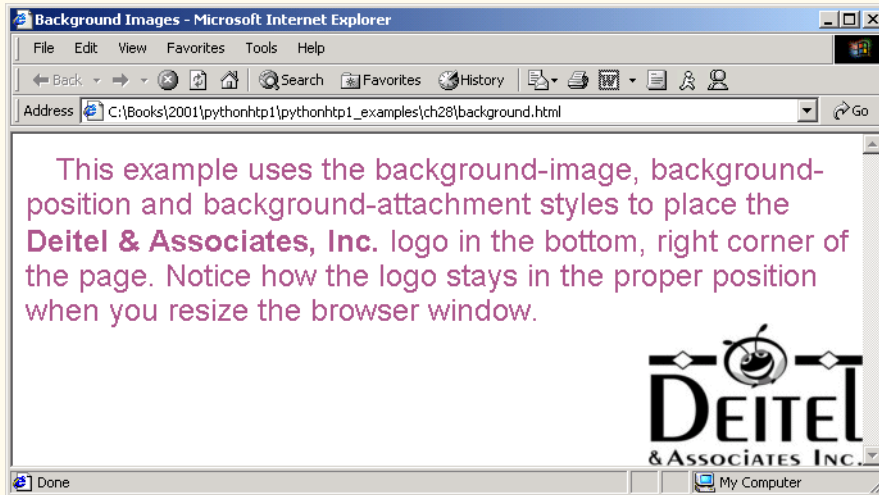 Background Images - Microsoft Internet Explorer
File Edit View Favorites Tools Help
Back Search Favorites History
Address C:\Books\2001\pythonhtp1\pythonhtp1_examples\ch28\background.html Go
This example uses the background-image, background-
position and background-attachment styles to place the
Deitel & Associates, Inc. logo in the bottom, right corner of
the page. Notice how the logo stays in the proper position
when you resize the browser window.
DEITEL
& ASSOCIATES INC.
Done My Computer